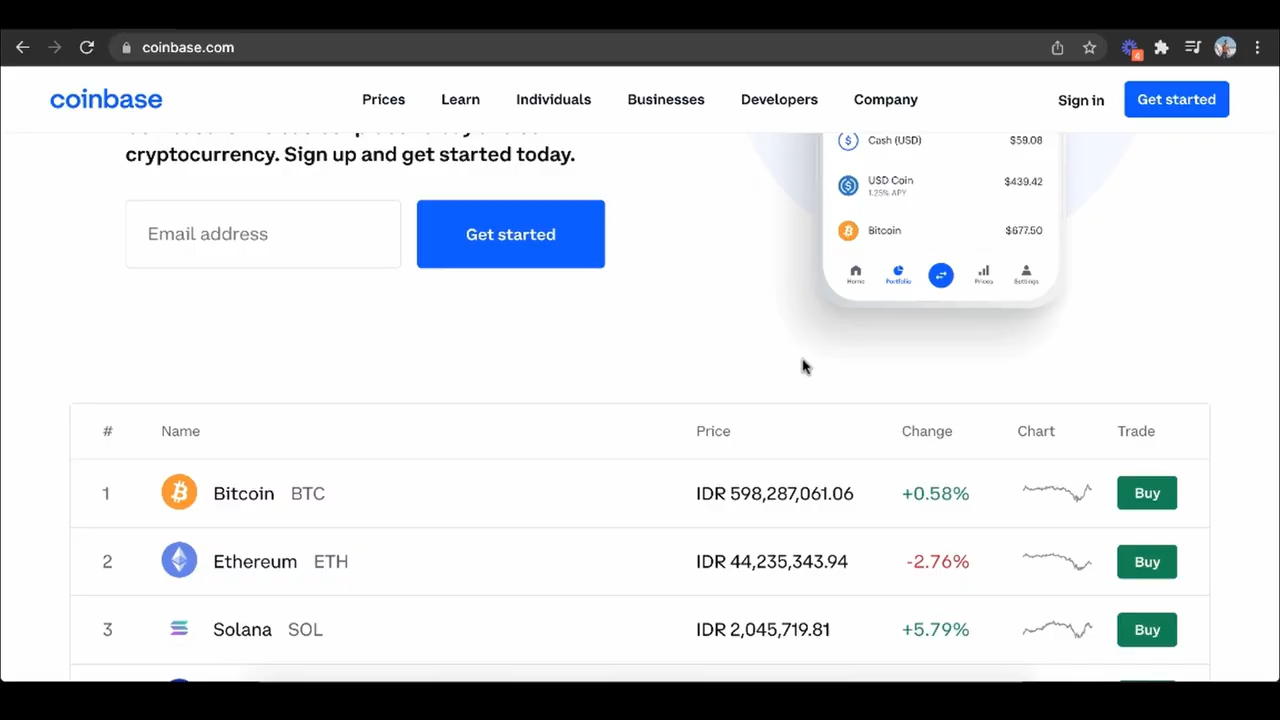 coinbase.com
4
coinbase Prices Learn Individuals Businesses Developers Company Sign in Get started
cryptocurrency. Sign up and get started today.
Email address Get started
Cash (USD) $59.08
USD Coin $439.42
1.25% APY
Bitcoin $677.50
Home Portfolio Prices Settings
# Name Price Change Chart Trade
1 Bitcoin BTC IDR 598,287,061.06 +0.58% Buy
2 Ethereum ETH IDR 44,235,343.94 -2.76% Buy
3 Solana SOL IDR 2,045,719.81 +5.79% Buy